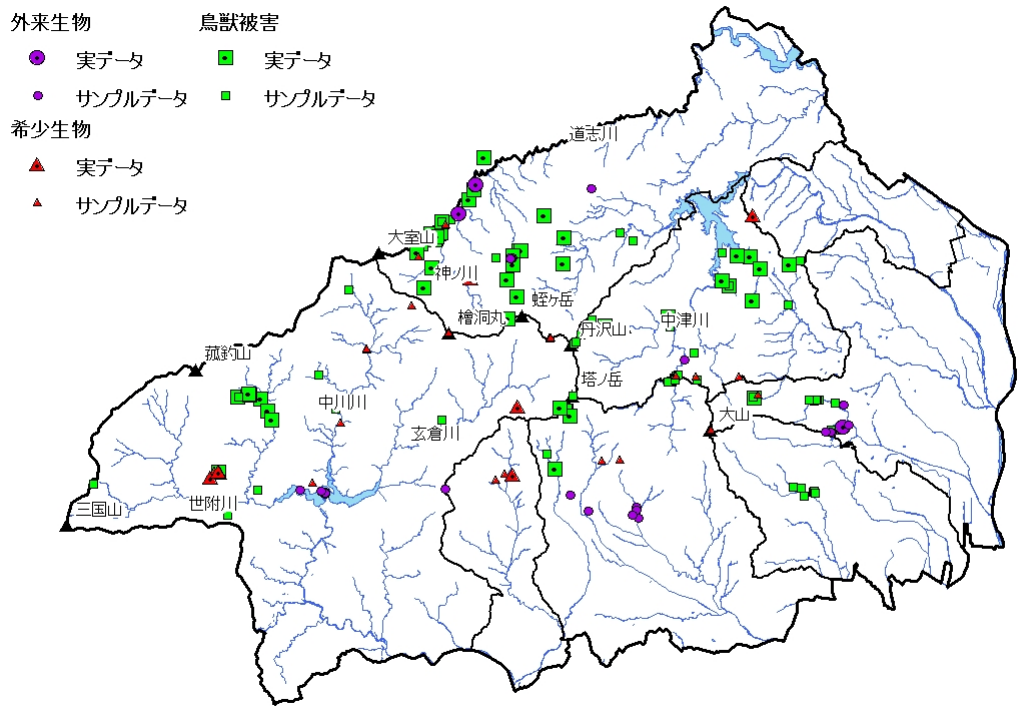 外来生物
鳥獣被害
実データ
実データ
サンプルデータ
サンプルデータ
希少生物
実データ
サンプルデータ
道志川
大室山
神ノ川
蛭ヶ岳
檜洞丸
中津川
丹沢山
菰釣山
塔ノ岳
中川川
大山
玄倉川
世附川
三国山